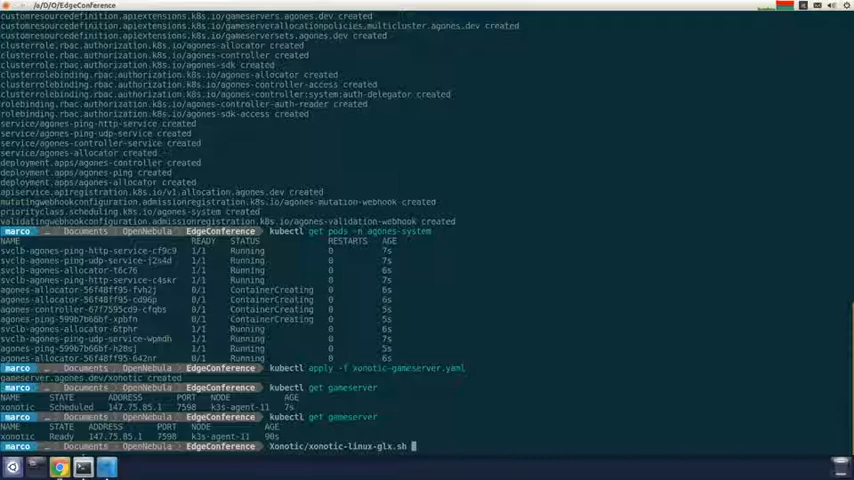 /a/D/O/EdgeConference
customresourcedefinition.apiextensions.k8s.io/gameservers.agones.dev created
customresourcedefinition.apiextensions.k8s.io/gameserverallocationpolicies.multicluster.agones.dev created
customresourcedefinition.apiextensions.k8s.io/gameserversets.agones.dev created
clusterrole.rbac.authorization.k8s.io/agones-allocator created
clusterrole.rbac.authorization.k8s.io/agones-controller created
clusterrole.rbac.authorization.k8s.io/agones-sdk created
clusterrolebinding.rbac.authorization.k8s.io/agones-allocator created
clusterrolebinding.rbac.authorization.k8s.io/agones-controller-access created
clusterrolebinding.rbac.authorization.k8s.io/agones-controller:system:auth-delegator created
rolebinding.rbac.authorization.k8s.io/agones-controller-auth-reader created
rolebinding.rbac.authorization.k8s.io/agones-sdk-access created
service/agones-ping-http-service created
service/agones-ping-udp-service created
service/agones-controller-service created
service/agones-allocator created
deployment.apps/agones-controller created
deployment.apps/agones-ping created
deployment.apps/agones-allocator created
apiservice.apiregistration.k8s.io/v1.allocation.agones.dev created
mutatingwebhookconfiguration.admissionregistration.k8s.io/agones-mutation-webhook created
priorityclass.scheduling.k8s.io/agones-system created
validatingwebhookconfiguration.admissionregistration.k8s.io/agones-validation-webhook created
marco … Documents OpenNebula EdgeConference kubectl get pods -n agones-system
NAME READY STATUS RESTARTS AGE
svclb-agones-ping-http-service-cf9c9 1/1 Running 0 7s
svclb-agones-ping-udp-service-j2s4d 1/1 Running 0 7s
svclb-agones-allocator-t6c76 1/1 Running 0 6s
svclb-agones-ping-http-service-c4skr 1/1 Running 0 7s
agones-allocator-56f48ff95-fvh2j 0/1 ContainerCreating 0 6s
agones-allocator-56f48ff95-cd96p 0/1 ContainerCreating 0 6s
agones-controller-67f7595cd9-cfqbs 0/1 ContainerCreating 0 5s
agones-ping-599b7b66bf-xpbfn 0/1 ContainerCreating 0 5s
svclb-agones-allocator-6tphr 1/1 Running 0 6s
svclb-agones-ping-udp-service-wpmdh 1/1 Running 0 7s
agones-ping-599b7b66bf-h28sj 1/1 Running 0 5s
agones-allocator-56f48ff95-642nr 0/1 Running 0 6s
marco … Documents OpenNebula EdgeConference kubectl apply -f xonotic-gameserver.yaml
gameserver.agones.dev/xonotic created
marco … Documents OpenNebula EdgeConference kubectl get gameserver
NAME STATE ADDRESS PORT NODE AGE
xonotic Scheduled 147.75.85.1 7598 k3s-agent-11 7s
marco … Documents OpenNebula EdgeConference kubectl get gameserver
NAME STATE ADDRESS PORT NODE AGE
xonotic Ready 147.75.85.1 7598 k3s-agent-11 90s
marco … Documents OpenNebula EdgeConference Xonotic/xonotic-linux-glx.sh